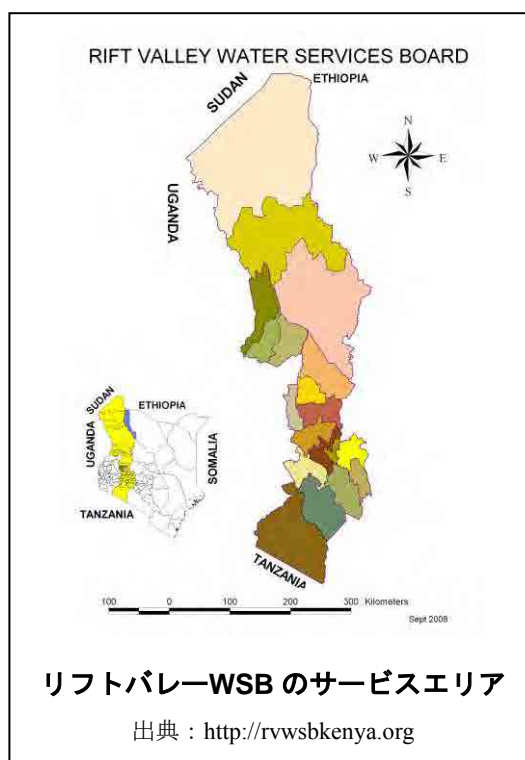 RIFT VALLEY WATER SERVICES BOARD
SUDAN
ETHIOPIA
N
W E
S
UGANDA
SUDAN
ETHIOPIA
UGANDA
SOMALIA
TANZANIA
TANZANIA
100 0 100 200 300 Kilometers
Sept 2008
リフトバレーWSB のサービスエリア
出典：http://rvwsbkenya.org